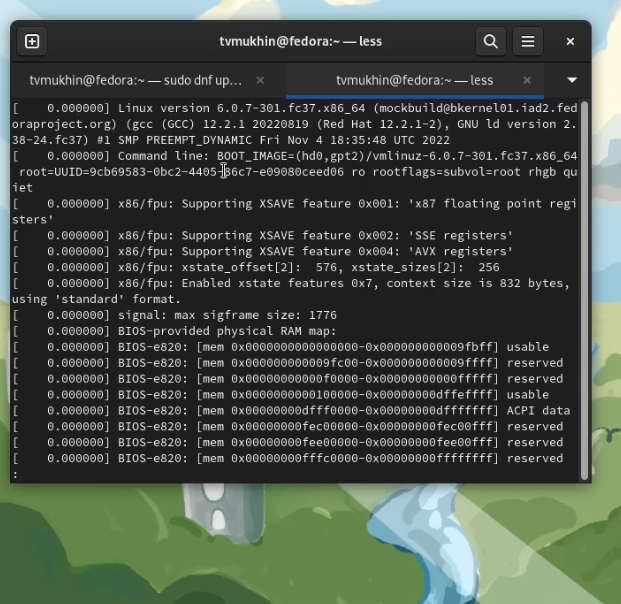 tvmukhin@fedora:~ — less
tvmukhin@fedora:~ — sudo dnf up… × tvmukhin@fedora:~ — less ×
[    0.000000] Linux version 6.0.7-301.fc37.x86_64 (mockbuild@bkernel01.iad2.fed
oraproject.org) (gcc (GCC) 12.2.1 20220819 (Red Hat 12.2.1-2), GNU ld version 2.
38-24.fc37) #1 SMP PREEMPT_DYNAMIC Fri Nov 4 18:35:48 UTC 2022
[    0.000000] Command line: BOOT_IMAGE=(hd0,gpt2)/vmlinuz-6.0.7-301.fc37.x86_64
 root=UUID=9cb69583-0bc2-4405-86c7-e09080ceed06 ro rootflags=subvol=root rhgb qu
iet
[    0.000000] x86/fpu: Supporting XSAVE feature 0x001: 'x87 floating point regi
sters'
[    0.000000] x86/fpu: Supporting XSAVE feature 0x002: 'SSE registers'
[    0.000000] x86/fpu: Supporting XSAVE feature 0x004: 'AVX registers'
[    0.000000] x86/fpu: xstate_offset[2]:  576, xstate_sizes[2]:  256
[    0.000000] x86/fpu: Enabled xstate features 0x7, context size is 832 bytes,
using 'standard' format.
[    0.000000] signal: max sigframe size: 1776
[    0.000000] BIOS-provided physical RAM map:
[    0.000000] BIOS-e820: [mem 0x0000000000000000-0x000000000009fbff] usable
[    0.000000] BIOS-e820: [mem 0x000000000009fc00-0x000000000009ffff] reserved
[    0.000000] BIOS-e820: [mem 0x00000000000f0000-0x00000000000fffff] reserved
[    0.000000] BIOS-e820: [mem 0x0000000000100000-0x00000000dffeffff] usable
[    0.000000] BIOS-e820: [mem 0x00000000dfff0000-0x00000000dfffffff] ACPI data
[    0.000000] BIOS-e820: [mem 0x00000000fec00000-0x00000000fec00fff] reserved
[    0.000000] BIOS-e820: [mem 0x00000000fee00000-0x00000000fee00fff] reserved
[    0.000000] BIOS-e820: [mem 0x00000000fffc0000-0x00000000ffffffff] reserved
: